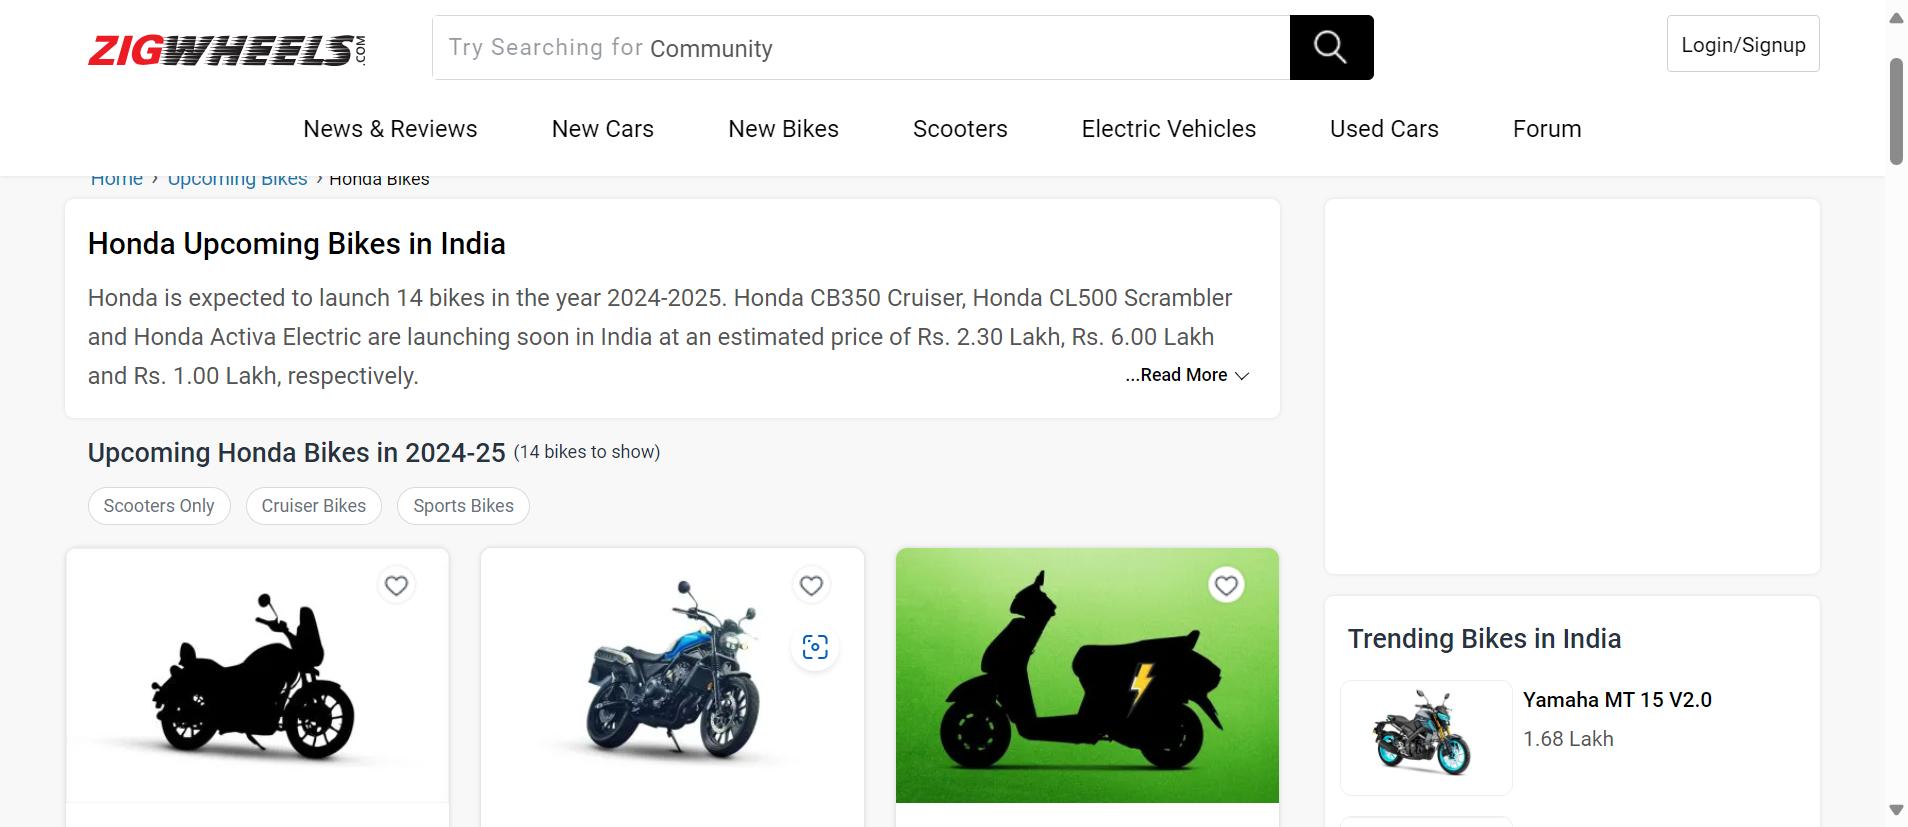 ZIGWHEELS.COM
Try Searching for Community
Login/Signup
News & Reviews New Cars New Bikes Scooters Electric Vehicles Used Cars Forum
Home › Upcoming Bikes › Honda Bikes
Honda Upcoming Bikes in India
Honda is expected to launch 14 bikes in the year 2024-2025. Honda CB350 Cruiser, Honda CL500 Scrambler
and Honda Activa Electric are launching soon in India at an estimated price of Rs. 2.30 Lakh, Rs. 6.00 Lakh
and Rs. 1.00 Lakh, respectively.
...Read More
Upcoming Honda Bikes in 2024-25 (14 bikes to show)
Scooters Only Cruiser Bikes Sports Bikes
Trending Bikes in India
Yamaha MT 15 V2.0
1.68 Lakh